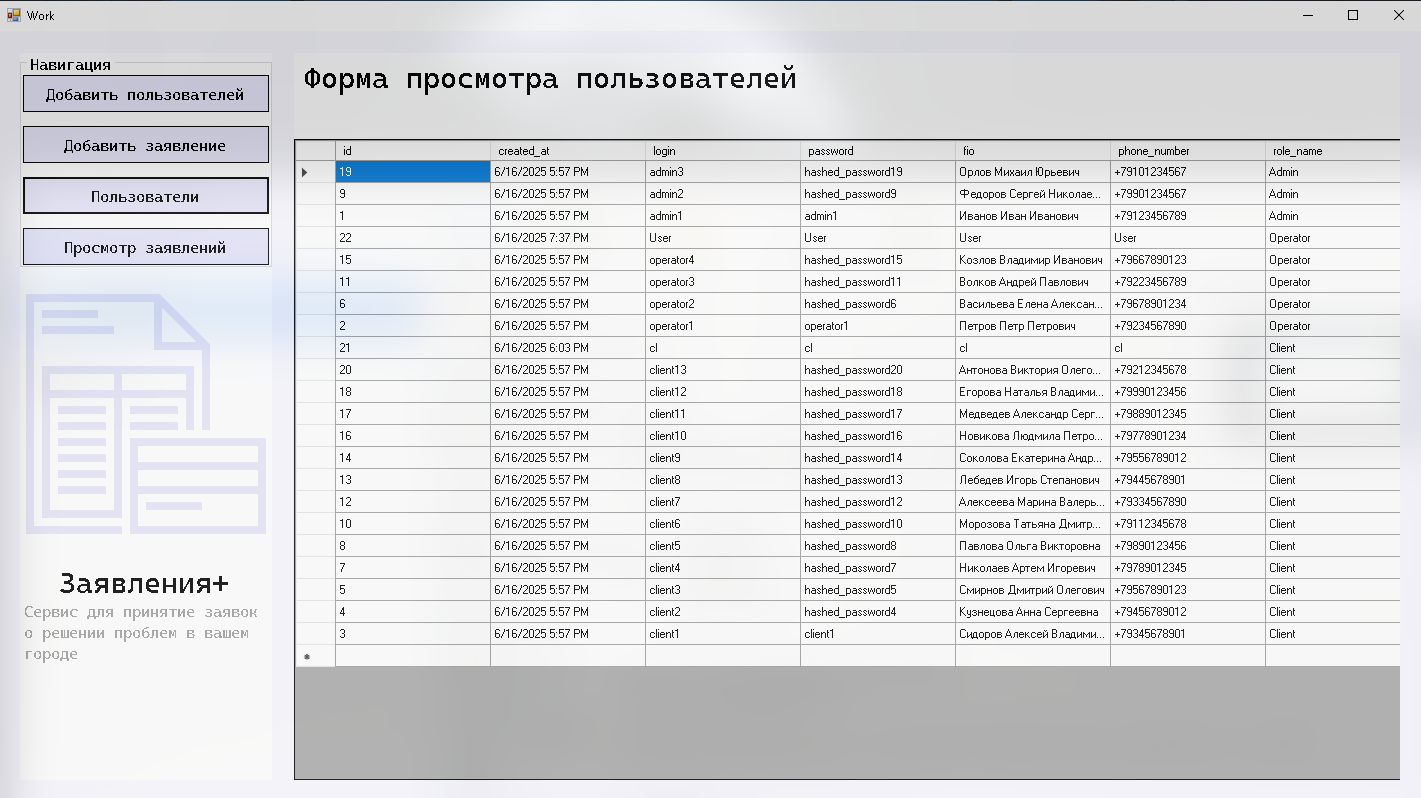 Work
Навигация
Добавить пользователей
Добавить заявление
Пользователи
Просмотр заявлений
Заявления+
Сервис для принятие заявок
о решении проблем в вашем
городе
Форма просмотра пользователей
id created_at login password fio phone_number role_name
19 6/16/2025 5:57 PM admin3 hashed_password19 Орлов Михаил Юрьевич +79101234567 Admin
9 6/16/2025 5:57 PM admin2 hashed_password9 Федоров Сергей Николае... +79901234567 Admin
1 6/16/2025 5:57 PM admin1 admin1 Иванов Иван Иванович +79123456789 Admin
22 6/16/2025 7:37 PM User User User User Operator
15 6/16/2025 5:57 PM operator4 hashed_password15 Козлов Владимир Иванович +79667890123 Operator
11 6/16/2025 5:57 PM operator3 hashed_password11 Волков Андрей Павлович +79223456789 Operator
6 6/16/2025 5:57 PM operator2 hashed_password6 Васильева Елена Алексан... +79678901234 Operator
2 6/16/2025 5:57 PM operator1 operator1 Петров Петр Петрович +79234567890 Operator
21 6/16/2025 6:03 PM cl cl cl cl Client
20 6/16/2025 5:57 PM client13 hashed_password20 Антонова Виктория Олего... +79212345678 Client
18 6/16/2025 5:57 PM client12 hashed_password18 Егорова Наталья Владими... +79990123456 Client
17 6/16/2025 5:57 PM client11 hashed_password17 Медведев Александр Серг... +79889012345 Client
16 6/16/2025 5:57 PM client10 hashed_password16 Новикова Людмила Петро... +79778901234 Client
14 6/16/2025 5:57 PM client9 hashed_password14 Соколова Екатерина Андр... +79556789012 Client
13 6/16/2025 5:57 PM client8 hashed_password13 Лебедев Игорь Степанович +79445678901 Client
12 6/16/2025 5:57 PM client7 hashed_password12 Алексеева Марина Валерь... +79334567890 Client
10 6/16/2025 5:57 PM client6 hashed_password10 Морозова Татьяна Дмитр... +79112345678 Client
8 6/16/2025 5:57 PM client5 hashed_password8 Павлова Ольга Викторовна +79890123456 Client
7 6/16/2025 5:57 PM client4 hashed_password7 Николаев Артем Игоревич +79789012345 Client
5 6/16/2025 5:57 PM client3 hashed_password5 Смирнов Дмитрий Олегович +79567890123 Client
4 6/16/2025 5:57 PM client2 hashed_password4 Кузнецова Анна Сергеевна +79456789012 Client
3 6/16/2025 5:57 PM client1 client1 Сидоров Алексей Владими... +79345678901 Client